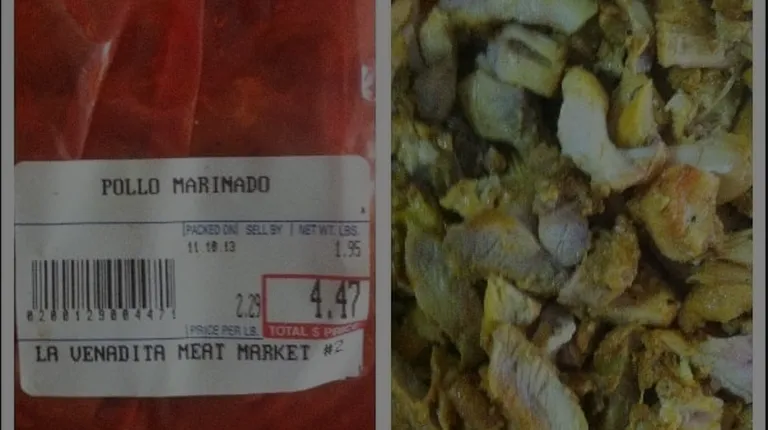 POLLO MARINADO
PACKED ON SELL BY NET WT. LBS.
11.10.13 1.95
2.29 4.47
PRICE PER LB. TOTAL $ PRICE
0200129004471
LA VENADITA MEAT MARKET #2